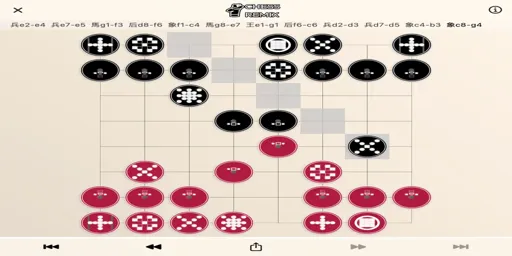 CHESS
REMIX
兵e2-e4 兵e7-e5 馬g1-f3 后d8-f6 象f1-c4 馬g8-e7 王e1-g1 后f6-c6 兵d2-d3 兵d7-d5 象c4-b3 象c8-g4